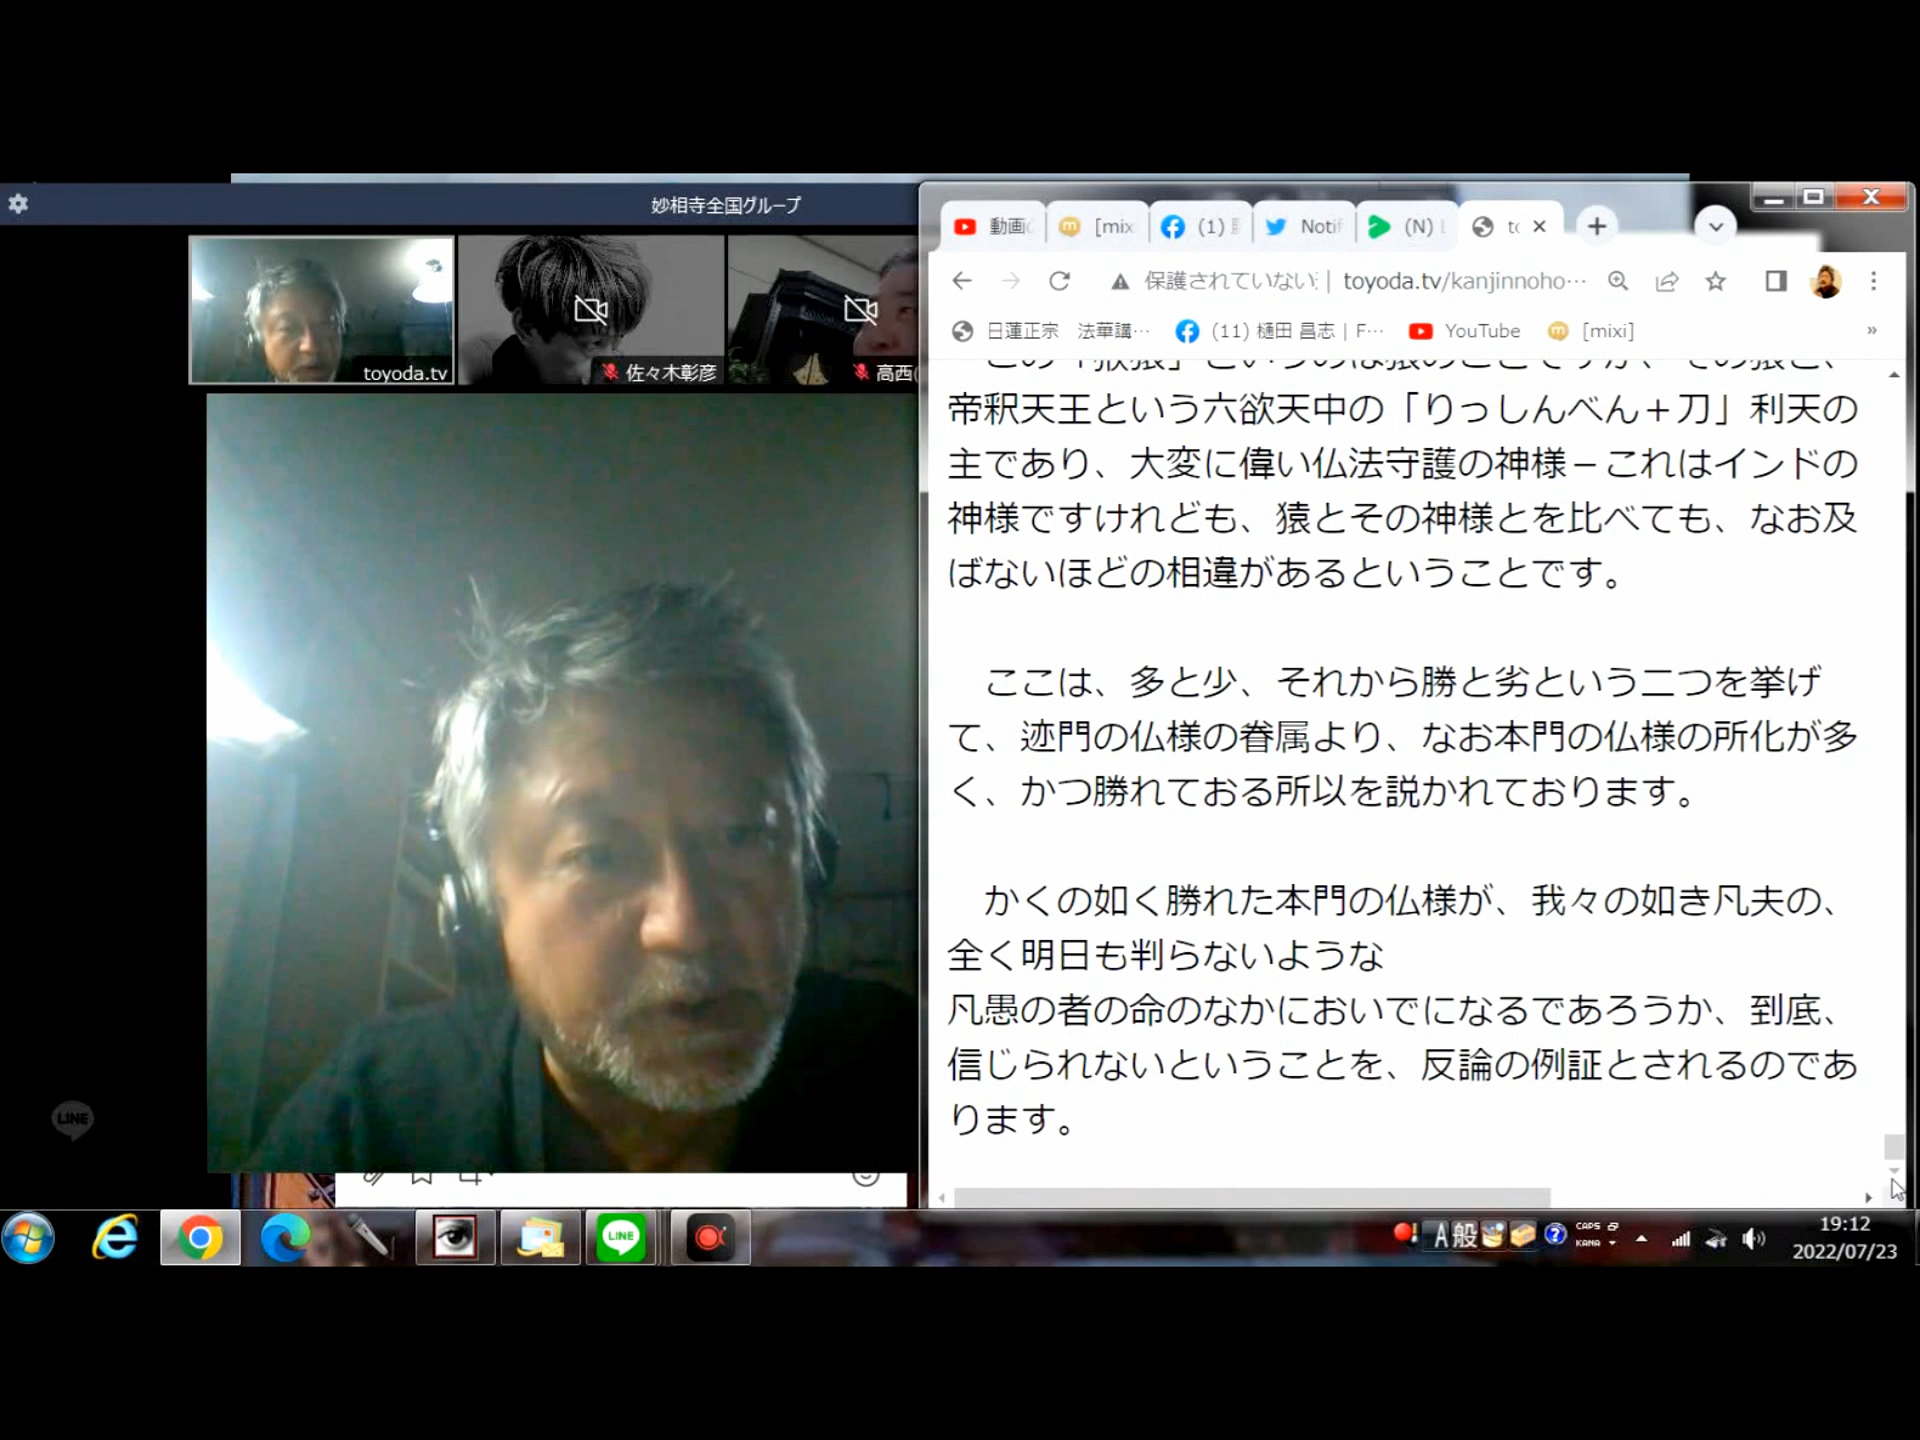 妙相寺全国グループ
toyoda.tv
佐々木彰彦
高西(
動画
[mix
(1)
Notif
(N) L
to
保護されていない
toyoda.tv/kanjinnoho…
日蓮正宗 法華講…
(11) 樋田 昌志 | F…
YouTube
[mixi]
»
帝釈天王という六欲天中の「りっしんべん＋刀」利天の
主であり、大変に偉い仏法守護の神様－これはインドの
神様ですけれども、猿とその神様とを比べても、なお及
ばないほどの相違があるということです。
ここは、多と少、それから勝と劣という二つを挙げ
て、迹門の仏様の眷属より、なお本門の仏様の所化が多
く、かつ勝れておる所以を説かれております。
かくの如く勝れた本門の仏様が、我々の如き凡夫の、
全く明日も判らないような
凡愚の者の命のなかにおいでになるであろうか、到底、
信じられないということを、反論の例証とされるのであ
ります。
LINE
LINE
A 般
CAPS
KANA
19:12
2022/07/23